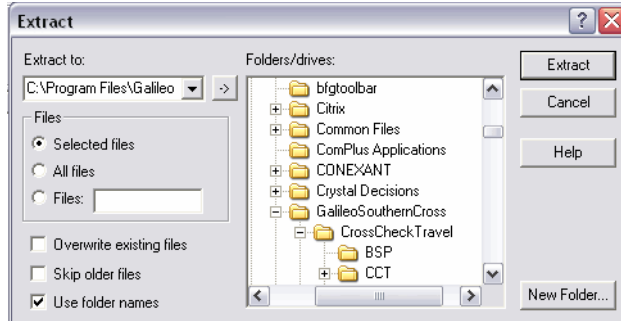 Extract
Extract to:
C:\Program Files\Galileo
->
Files
Selected files
All files
Files:
Overwrite existing files
Skip older files
Use folder names
Folders/drives:
bfgtoolbar
Citrix
Common Files
ComPlus Applications
CONEXANT
Crystal Decisions
GalileoSouthernCross
CrossCheckTravel
BSP
CCT
Extract
Cancel
Help
New Folder...